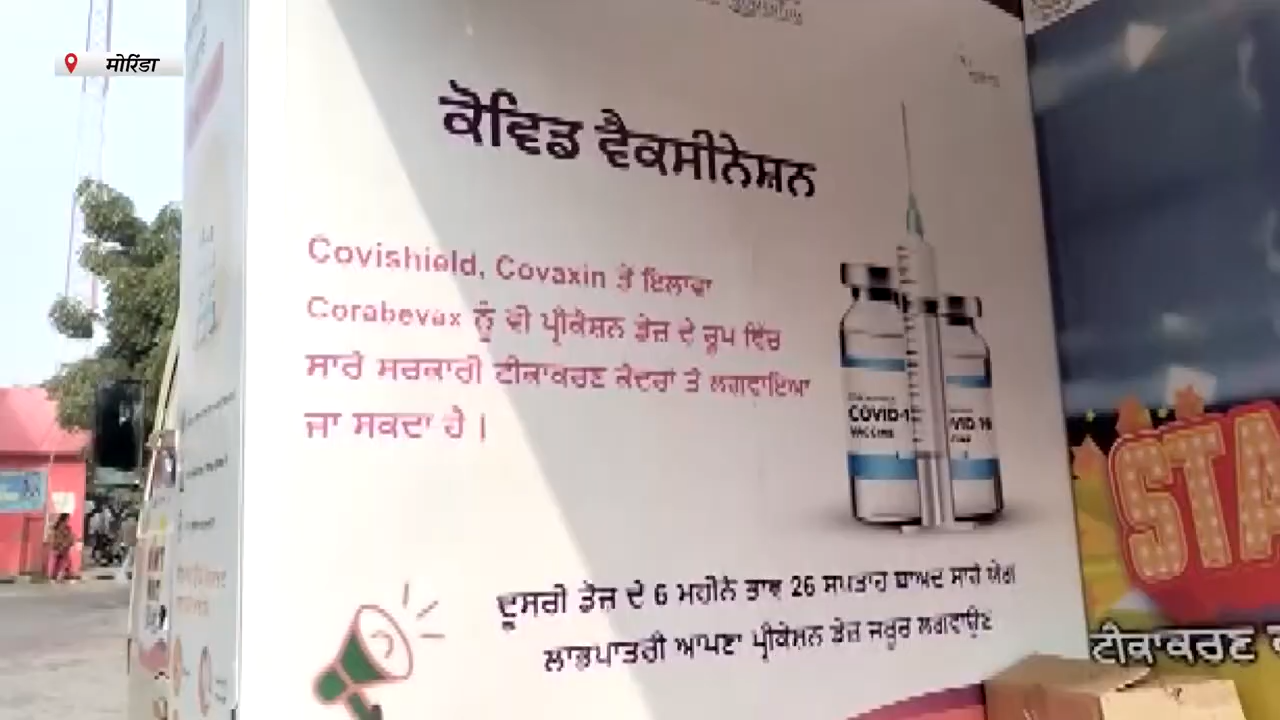 मोरिंडा
ਕੋਵਿਡ ਵੈਕਸੀਨੇਸ਼ਨ
Covishield, Covaxin ਤੋਂ ਇਲਾਵਾ
Corabevax ਨੂੰ ਵੀ ਪ੍ਰੀਕੋਸ਼ਨ ਡੋਜ਼ ਦੇ ਰੂਪ ਵਿੱਚ
ਸਾਰੇ ਸਰਕਾਰੀ ਟੀਕਾਕਰਣ ਕੇਂਦਰਾਂ ਤੇ ਲਗਵਾਇਆ
ਜਾ ਸਕਦਾ ਹੈ ।
COVID-1
VACCINE
VID-19
ਦੂਸਰੀ ਡੋਜ਼ ਦੇ 6 ਮਹੀਨੇ ਭਾਵ 26 ਸਪਤਾਹ ਬਾਅਦ ਸਾਰੇ ਯੋਗ
ਲਾਭਪਾਤਰੀ ਆਪਣਾ ਪ੍ਰੀਕੋਸ਼ਨ ਡੋਜ਼ ਜਰੂਰ ਲਗਵਾਉਣ
STA
ਟੀਕਾਕਰਣ